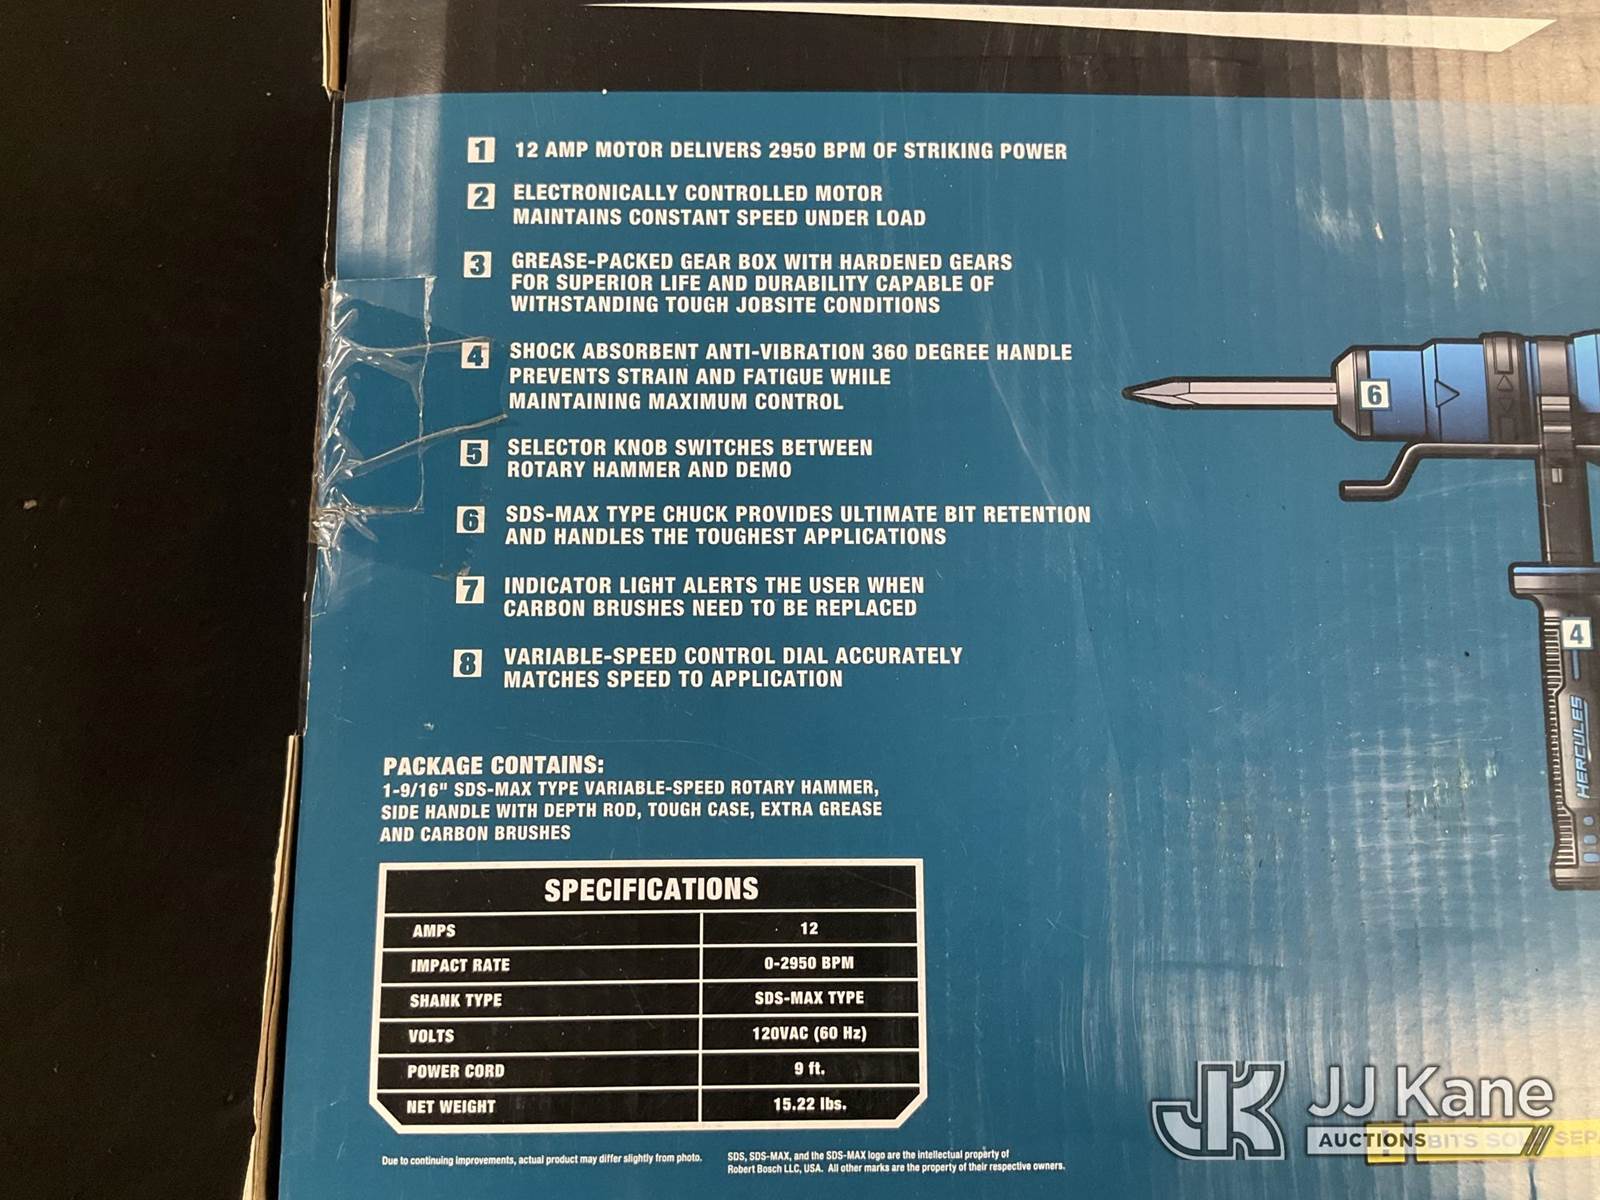 1 12 AMP MOTOR DELIVERS 2950 BPM OF STRIKING POWER
2 ELECTRONICALLY CONTROLLED MOTOR
MAINTAINS CONSTANT SPEED UNDER LOAD
3 GREASE-PACKED GEAR BOX WITH HARDENED GEARS
FOR SUPERIOR LIFE AND DURABILITY CAPABLE OF
WITHSTANDING TOUGH JOBSITE CONDITIONS
4 SHOCK ABSORBENT ANTI-VIBRATION 360 DEGREE HANDLE
PREVENTS STRAIN AND FATIGUE WHILE
MAINTAINING MAXIMUM CONTROL
5 SELECTOR KNOB SWITCHES BETWEEN
ROTARY HAMMER AND DEMO
6 SDS-MAX TYPE CHUCK PROVIDES ULTIMATE BIT RETENTION
AND HANDLES THE TOUGHEST APPLICATIONS
7 INDICATOR LIGHT ALERTS THE USER WHEN
CARBON BRUSHES NEED TO BE REPLACED
8 VARIABLE-SPEED CONTROL DIAL ACCURATELY
MATCHES SPEED TO APPLICATION
PACKAGE CONTAINS:
1-9/16" SDS-MAX TYPE VARIABLE-SPEED ROTARY HAMMER,
SIDE HANDLE WITH DEPTH ROD, TOUGH CASE, EXTRA GREASE
AND CARBON BRUSHES
SPECIFICATIONS
AMPS 12
IMPACT RATE 0-2950 BPM
SHANK TYPE SDS-MAX TYPE
VOLTS 120VAC (60 Hz)
POWER CORD 9 ft.
NET WEIGHT 15.22 lbs.
Due to continuing improvements, actual product may differ slightly from photo.
SDS, SDS-MAX, and the SDS-MAX logo are the intellectual property of
Robert Bosch LLC, USA. All other marks are the property of their respective owners.
6
4
HERCULES
JK JJ Kane
AUCTIONS
BITS